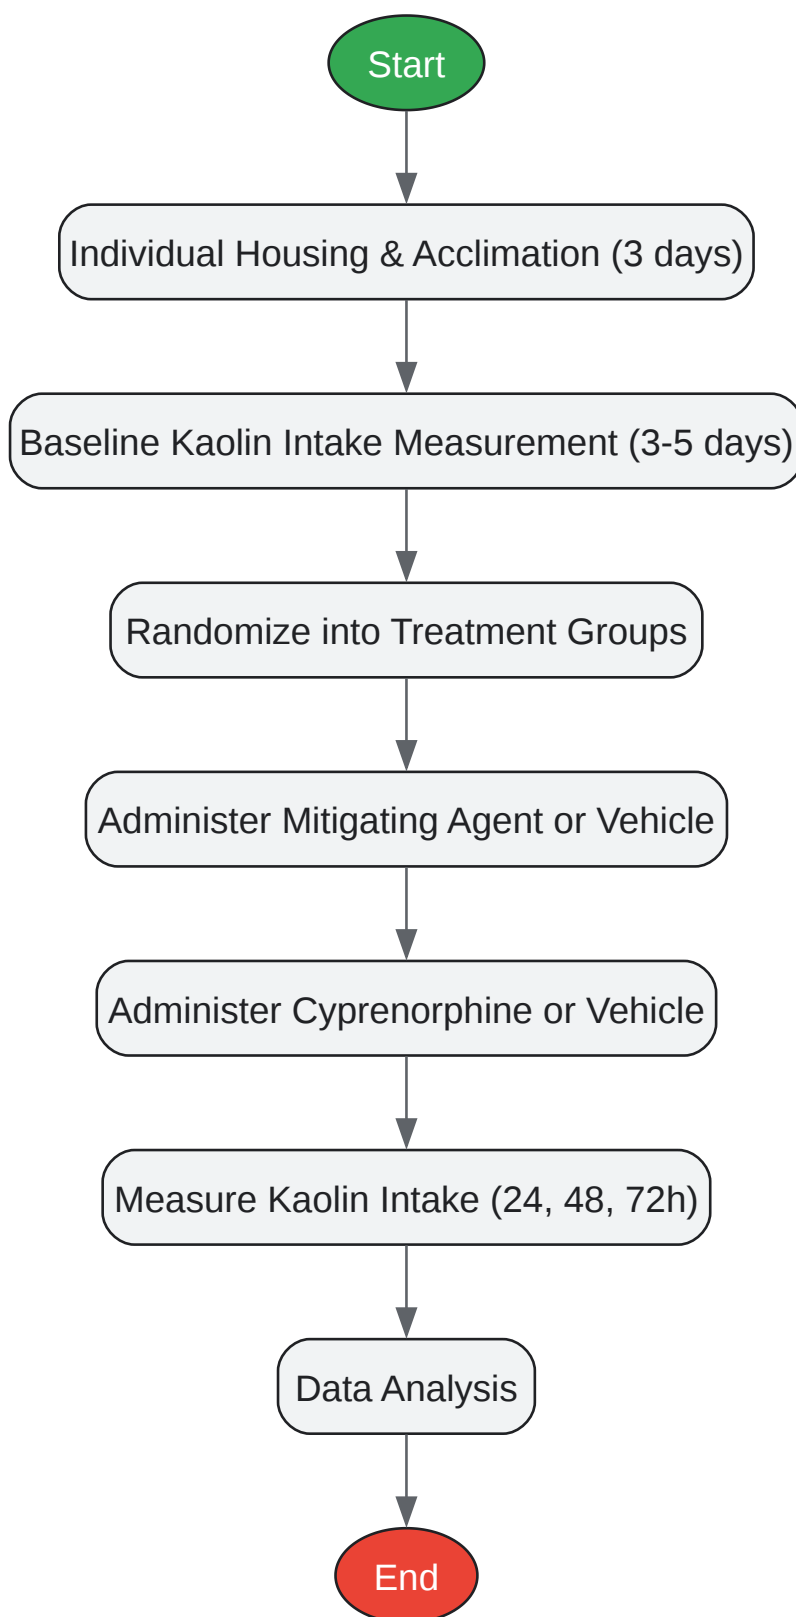 Start
Individual Housing & Acclimation (3 days)
Baseline Kaolin Intake Measurement (3-5 days)
Randomize into Treatment Groups
Administer Mitigating Agent or Vehicle
Administer Cyprenorphine or Vehicle
Measure Kaolin Intake (24, 48, 72h)
Data Analysis
End